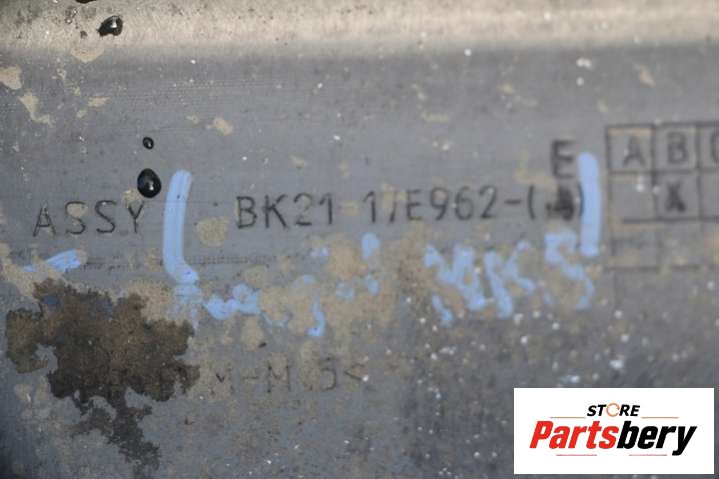 E A B
ASSY BK21 17E962-(A) X
STORE
Partsbery